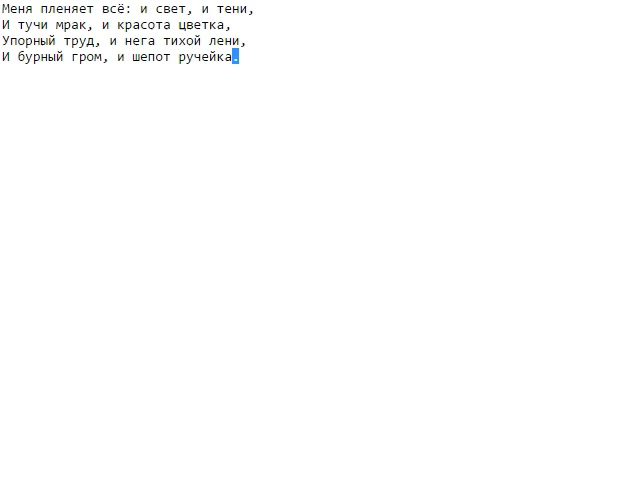 Меня пленяет всё: и свет, и тени,
И тучи мрак, и красота цветка,
Упорный труд, и нега тихой лени,
И бурный гром, и шепот ручейка.